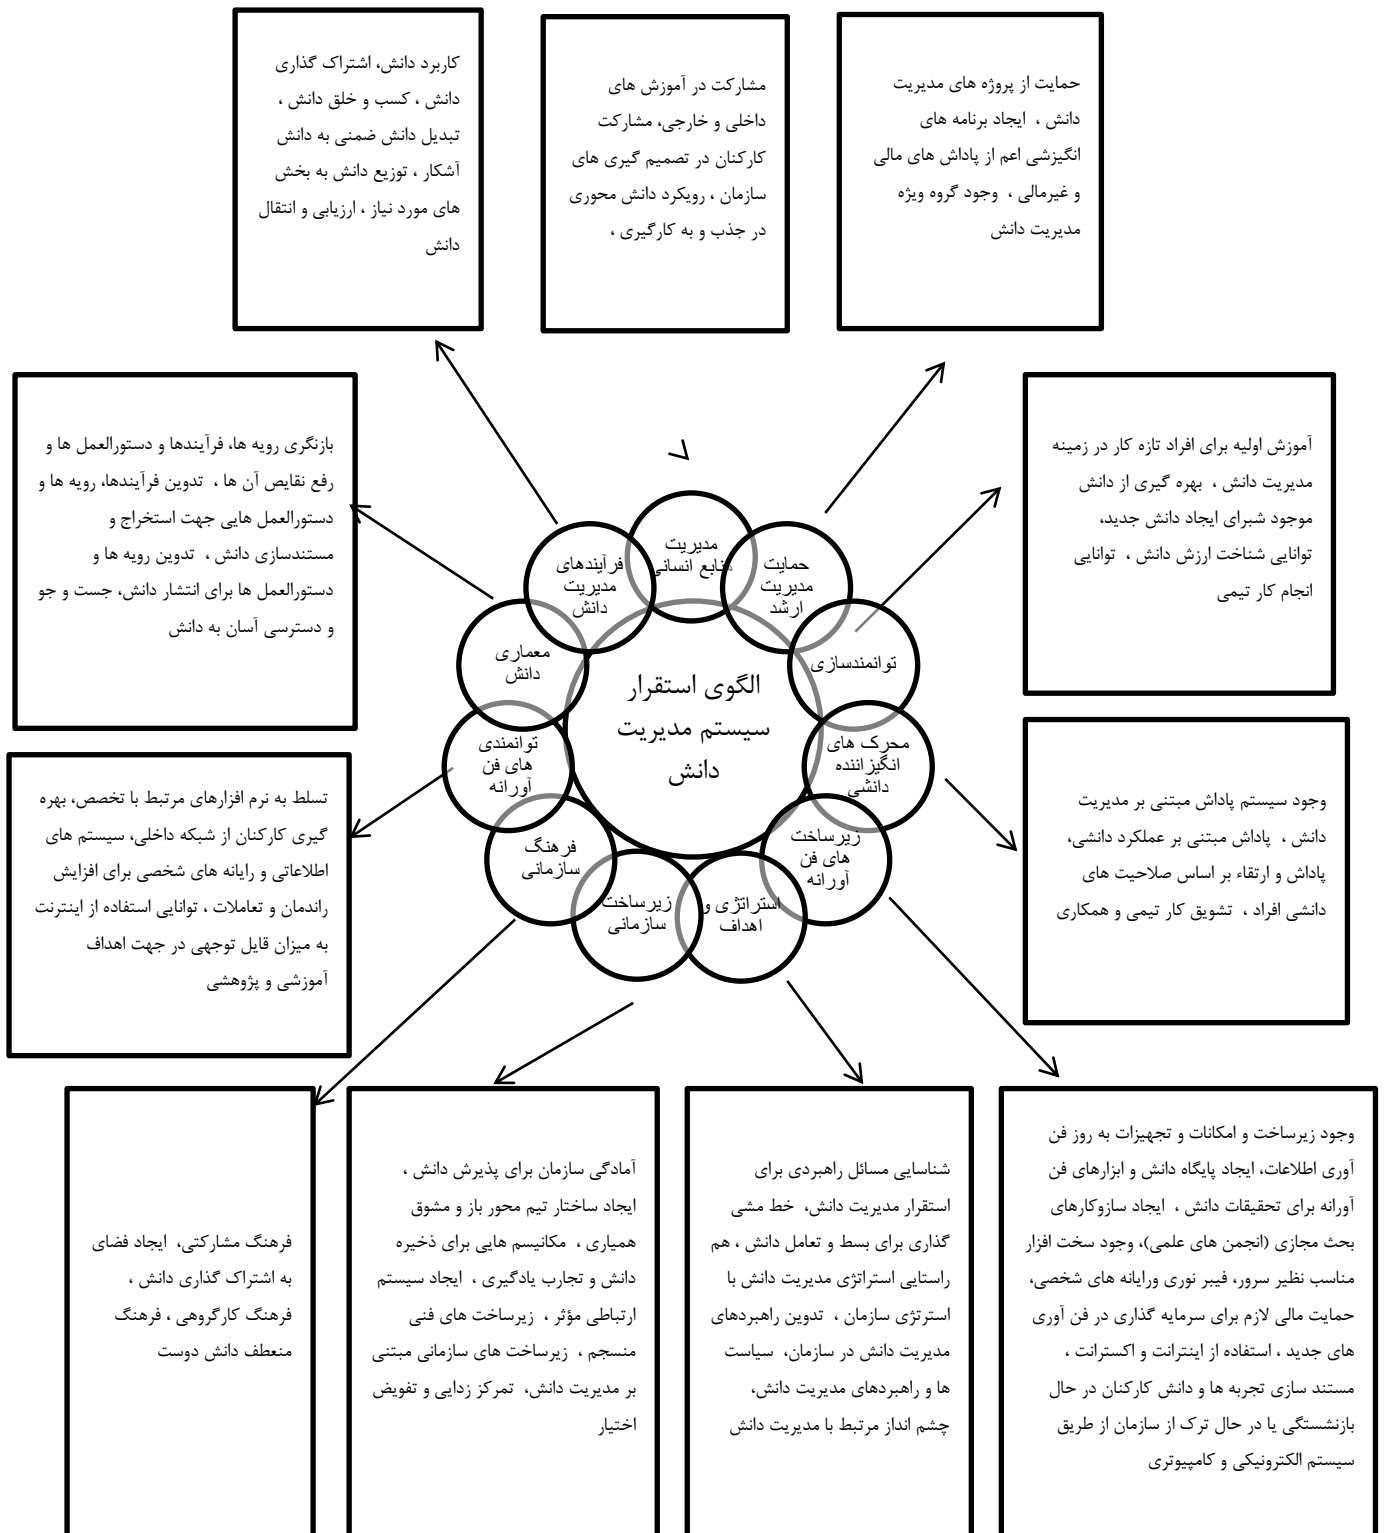 حمایت از پروژه های مدیریت
دانش ، ایجاد برنامه های
انگیزشی اعم از پاداش های مالی
و غیرمالی ، وجود گروه ویژه
مدیریت دانش
مشارکت در آموزش های
داخلی و خارجی، مشارکت
کارکنان در تصمیم گیری های
سازمان ، رویکرد دانش محوری
در جذب و به کارگیری ،
کاربرد دانش، اشتراک گذاری
دانش ، کسب و خلق دانش ،
تبدیل دانش ضمنی به دانش
آشکار ، توزیع دانش به بخش
های مورد نیاز ، ارزیابی و انتقال
دانش
آموزش اولیه برای افراد تازه کار در زمینه
مدیریت دانش ، بهره گیری از دانش
موجود شبرای ایجاد دانش جدید،
توانایی شناخت ارزش دانش ، توانایی
انجام کار تیمی
بازنگری رویه ها، فرآیندها و دستورالعمل ها و
رفع نقایص آن ها ، تدوین فرآیندها، رویه ها و
دستورالعمل هایی جهت استخراج و
مستندسازی دانش ، تدوین رویه ها و
دستورالعمل ها برای انتشار دانش، جست و جو
و دسترسی آسان به دانش
مدیریت
منابع انسانی
حمایت
مدیریت
ارشد
فرآیندهای
مدیریت
دانش
توانمندسازی
معماری
دانش
الگوی استقرار
سیستم مدیریت
دانش
محرک های
انگیزاننده
دانشی
توانمندی
های فن
آورانه
زیرساخت
های فن
آورانه
فرهنگ
سازمانی
استراتژی و
اهداف
زیرساخت
سازمانی
وجود سیستم پاداش مبتنی بر مدیریت
دانش ، پاداش مبتنی بر عملکرد دانشی،
پاداش و ارتقاء بر اساس صلاحیت های
دانشی افراد ، تشویق کار تیمی و همکاری
تسلط به نرم افزارهای مرتبط با تخصص، بهره
گیری کارکنان از شبکه داخلی، سیستم های
اطلاعاتی و رایانه های شخصی برای افزایش
راندمان و تعاملات ، توانایی استفاده از اینترنت
به میزان قابل توجهی در جهت اهداف
آموزشی و پژوهشی
وجود زیرساخت و امکانات و تجهیزات به روز فن
آوری اطلاعات، ایجاد پایگاه دانش و ابزارهای فن
آورانه برای تحقیقات دانش ، ایجاد سازوکارهای
بحث مجازی (انجمن های علمی)، وجود سخت افزار
مناسب نظیر سرور، فیبر نوری ورایانه های شخصی،
حمایت مالی لازم برای سرمایه گذاری در فن آوری
های جدید ، استفاده از اینترانت و اکسترانت ،
مستند سازی تجربه ها و دانش کارکنان در حال
بازنشستگی یا در حال ترک از سازمان از طریق
سیستم الکترونیکی و کامپیوتری
شناسایی مسائل راهبردی برای
استقرار مدیریت دانش، خط مشی
گذاری برای بسط و تعامل دانش ، هم
راستایی استراتژی مدیریت دانش با
استرتژی سازمان ، تدوین راهبردهای
مدیریت دانش در سازمان، سیاست
ها و راهبردهای مدیریت دانش،
چشم انداز مرتبط با مدیریت دانش
آمادگی سازمان برای پذیرش دانش ،
ایجاد ساختار تیم محور باز و مشوق
همیاری ، مکانیسم هایی برای ذخیره
دانش و تجارب یادگیری ، ایجاد سیستم
ارتباطی مؤثر ، زیرساخت های فنی
منسجم ، زیرساخت های سازمانی مبتنی
بر مدیریت دانش، تمرکز زدایی و تفویض
اختیار
فرهنگ مشارکتی، ایجاد فضای
به اشتراک گذاری دانش ،
فرهنگ کارگروهی ، فرهنگ
منعطف دانش دوست